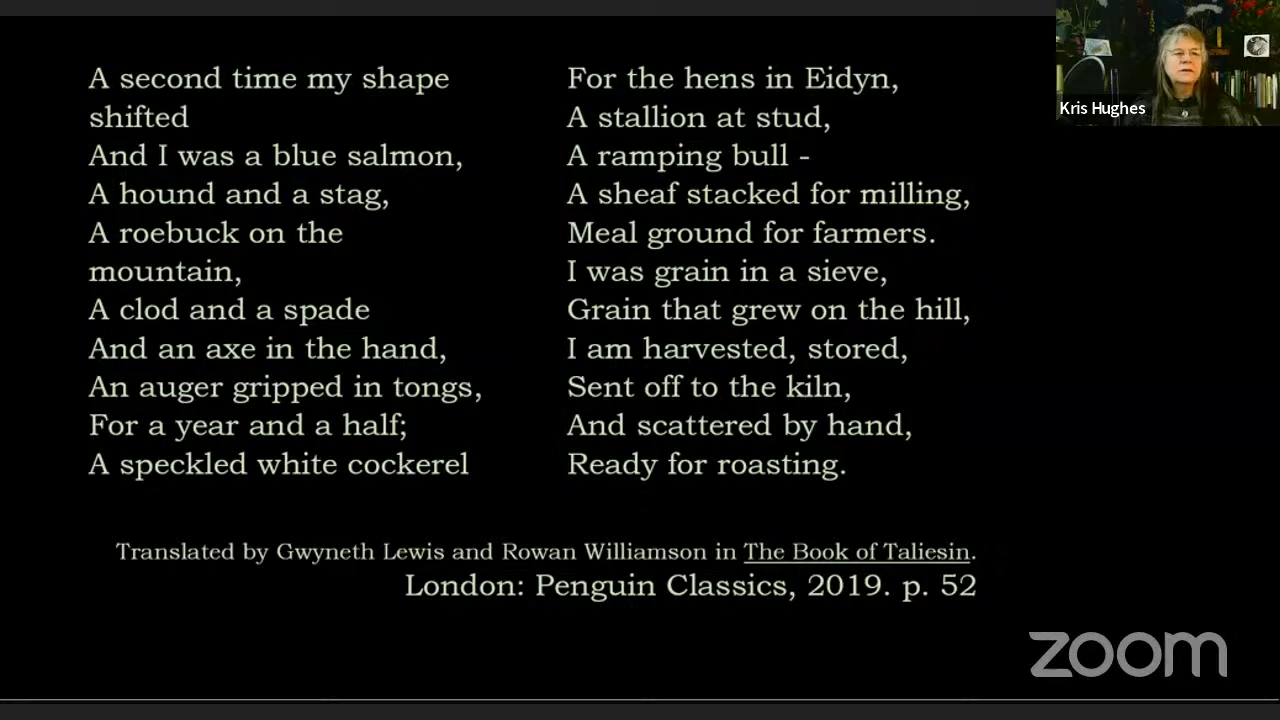 A second time my shape
shifted
And I was a blue salmon,
A hound and a stag,
A roebuck on the
mountain,
A clod and a spade
And an axe in the hand,
An auger gripped in tongs,
For a year and a half;
A speckled white cockerel
For the hens in Eidyn,
A stallion at stud,
A ramping bull -
A sheaf stacked for milling,
Meal ground for farmers.
I was grain in a sieve,
Grain that grew on the hill,
I am harvested, stored,
Sent off to the kiln,
And scattered by hand,
Ready for roasting.
Translated by Gwyneth Lewis and Rowan Williamson in The Book of Taliesin.
London: Penguin Classics, 2019. p. 52
Kris Hughes
zoom